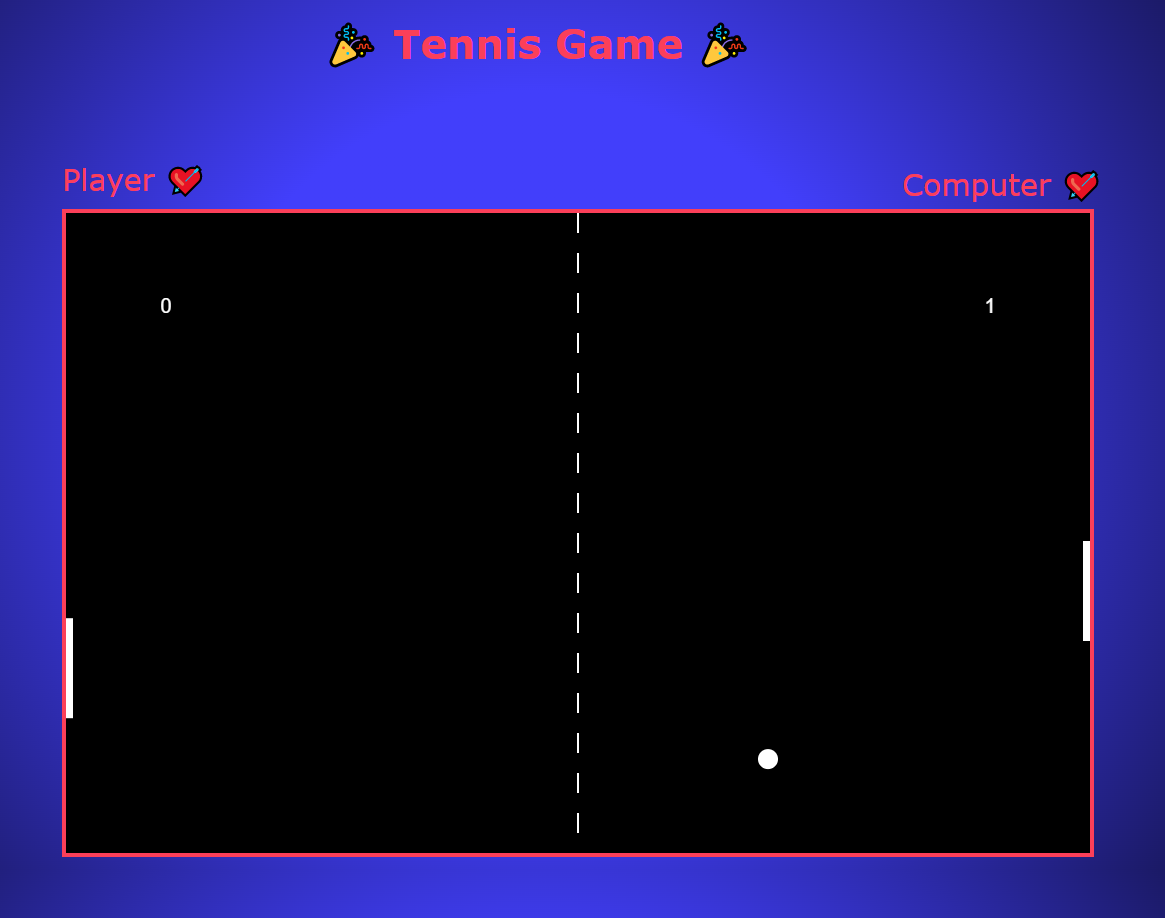 🎉 Tennis Game 🎉
Player 💘
Computer 💘
0
1